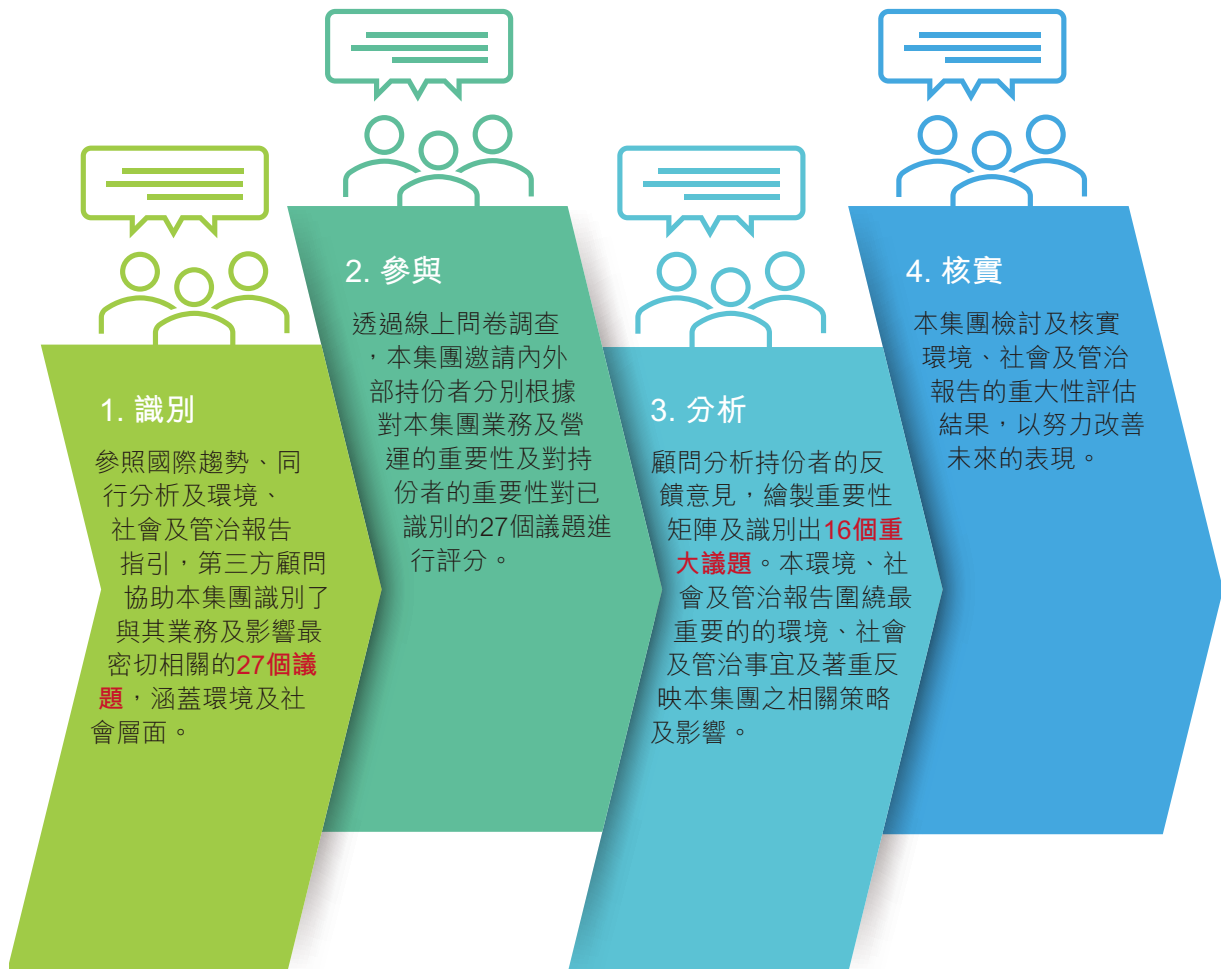 1. 識別
參照國際趨勢、同
行分析及環境、
社會及管治報告
指引，第三方顧問
協助本集團識別了
與其業務及影響最
密切相關的27個議
題，涵蓋環境及社
會層面。
2. 參與
透過線上問卷調查
，本集團邀請內外
部持份者分別根據
對本集團業務及營
運的重要性及對持
份者的重要性對已
識別的27個議題進
行評分。
3. 分析
顧問分析持份者的反
饋意見，繪製重要性
矩陣及識別出16個重
大議題。本環境、社
會及管治報告圍繞最
重要的的環境、社會
及管治事宜及著重反
映本集團之相關策略
及影響。
4. 核實
本集團檢討及核實
環境、社會及管治
報告的重大性評估
結果，以努力改善
未來的表現。